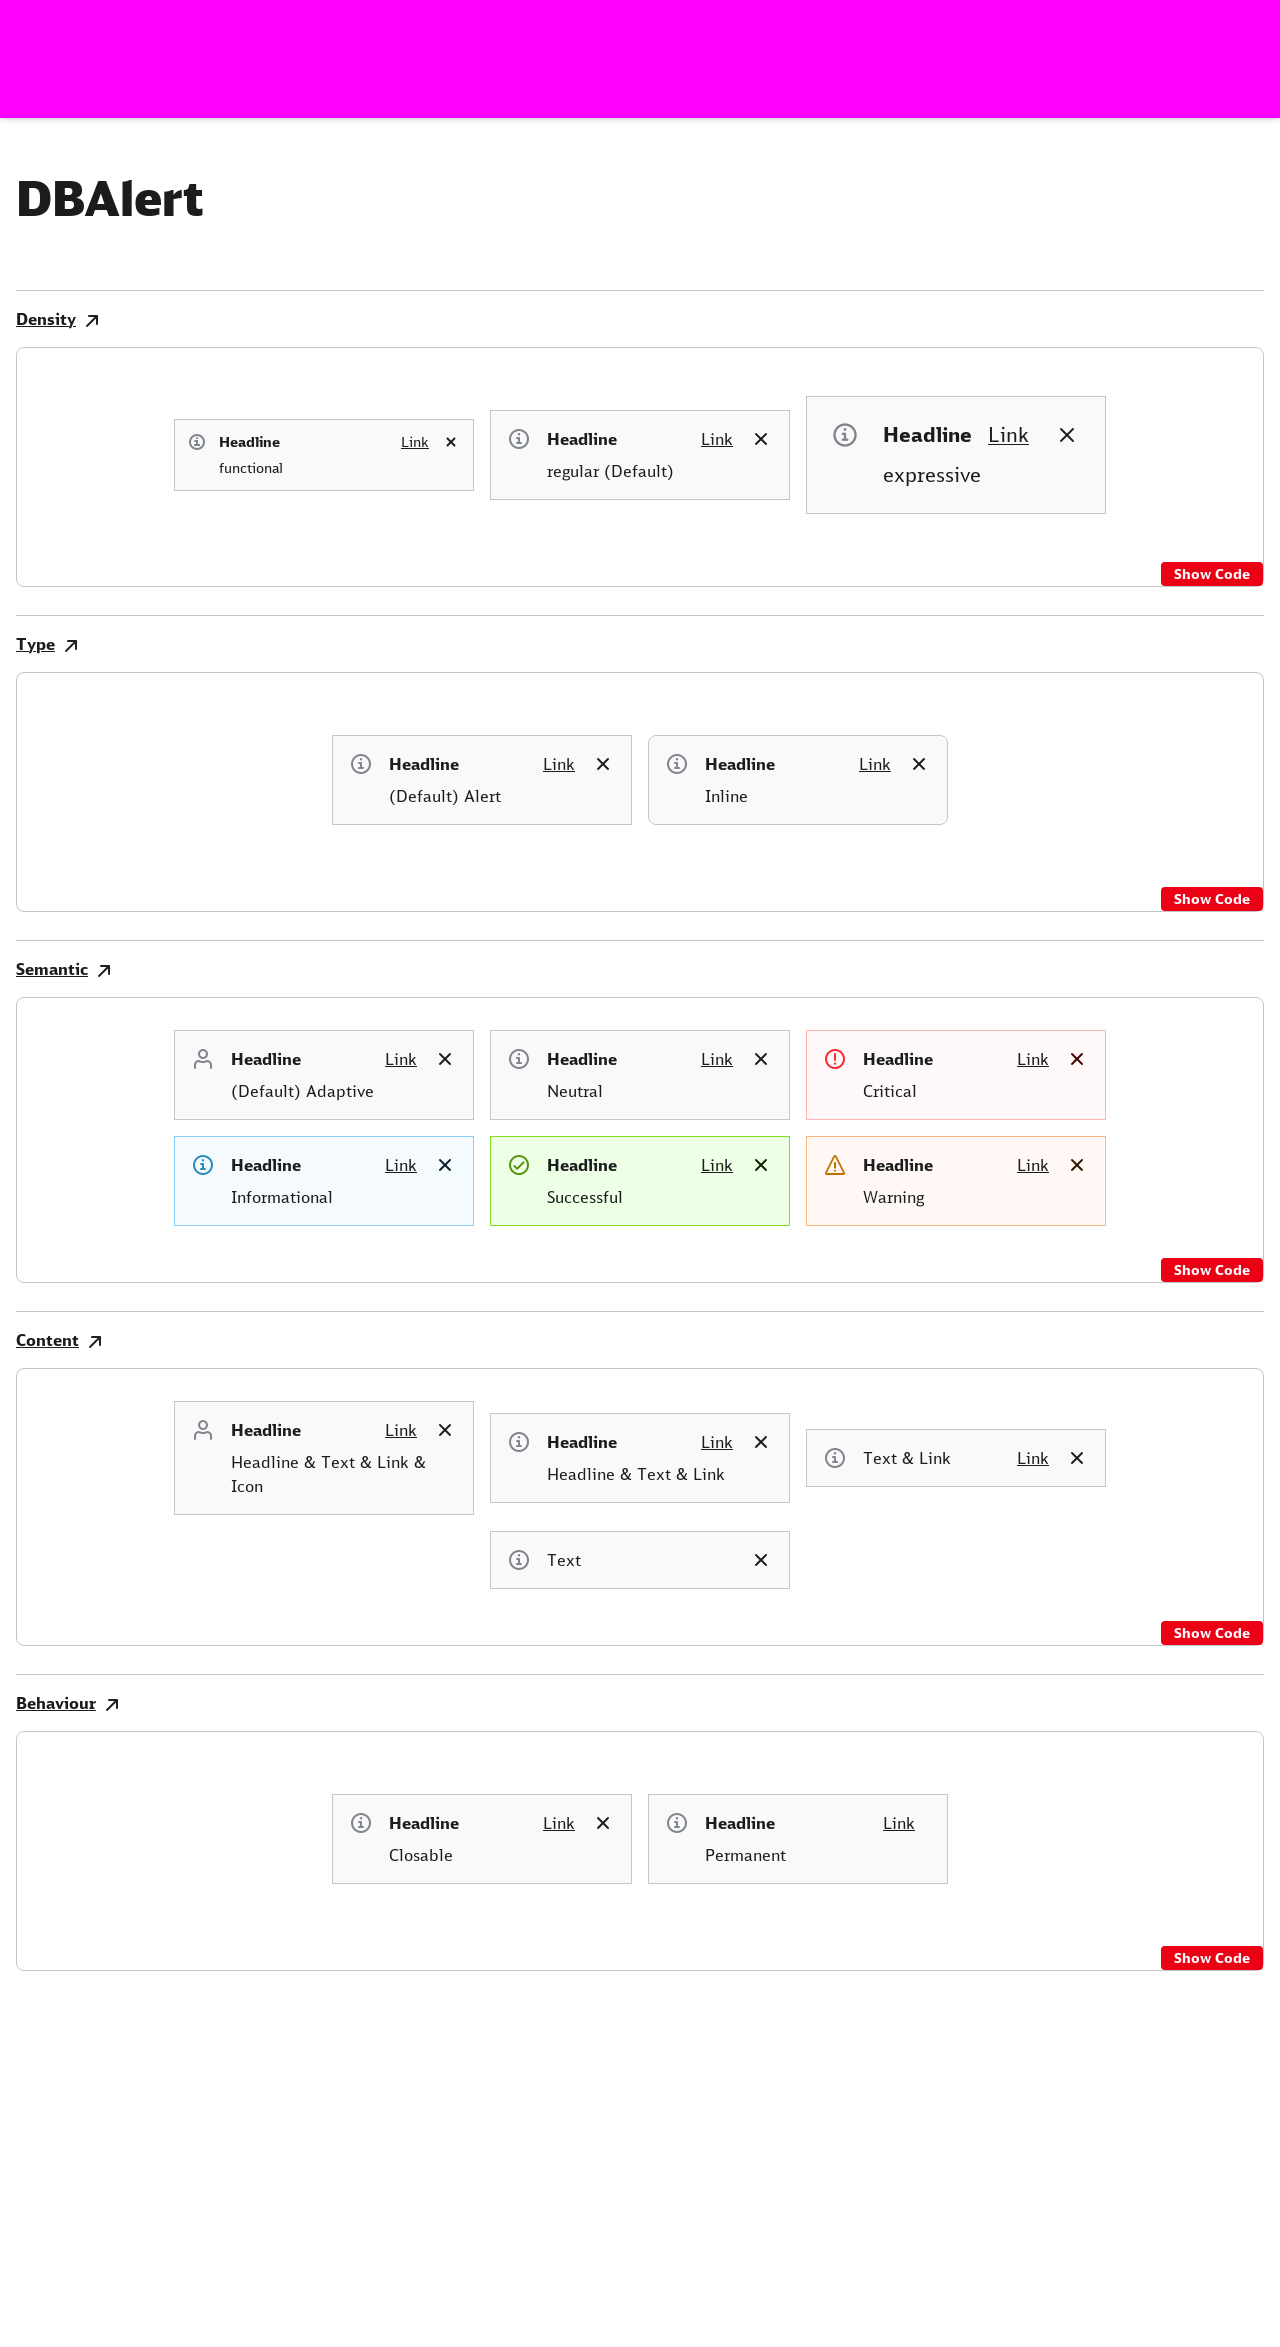 DBAlert
Density
Headline Link
functional
Headline Link
regular (Default)
Headline Link
expressive
Show Code
Type
Headline Link
(Default) Alert
Headline Link
Inline
Show Code
Semantic
Headline Link
(Default) Adaptive
Headline Link
Neutral
Headline Link
Critical
Headline Link
Informational
Headline Link
Successful
Headline Link
Warning
Show Code
Content
Headline Link
Headline & Text & Link &
Icon
Headline Link
Headline & Text & Link
Text & Link Link
Text
Show Code
Behaviour
Headline Link
Closable
Headline Link
Permanent
Show Code